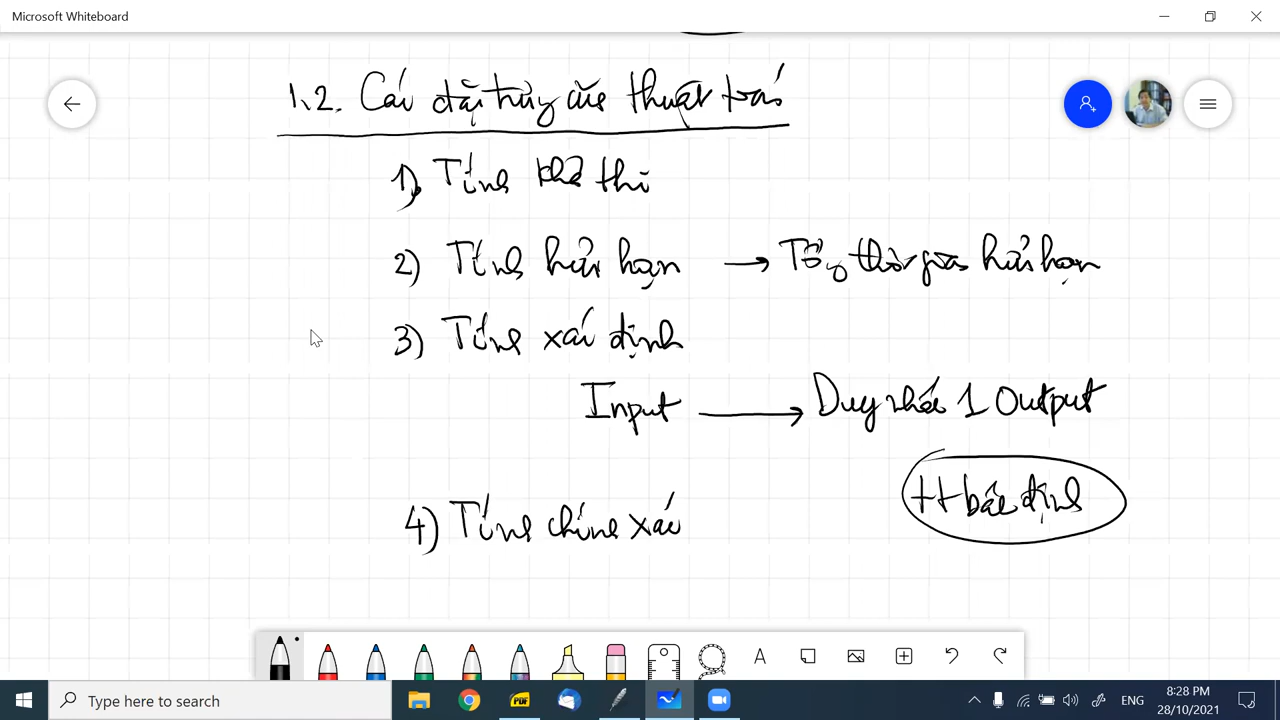 Microsoft Whiteboard
1.2. Các đặc trưng của thuật toán
1) Tính khả thi
2) Tính hữu hạn → Tổng thời gian hữu hạn
3) Tính xác định
Input → Duy nhất 1 Output
TT bất định
4) Tính chính xác
A
Type here to search
PDF
ENG
8:28 PM
28/10/2021